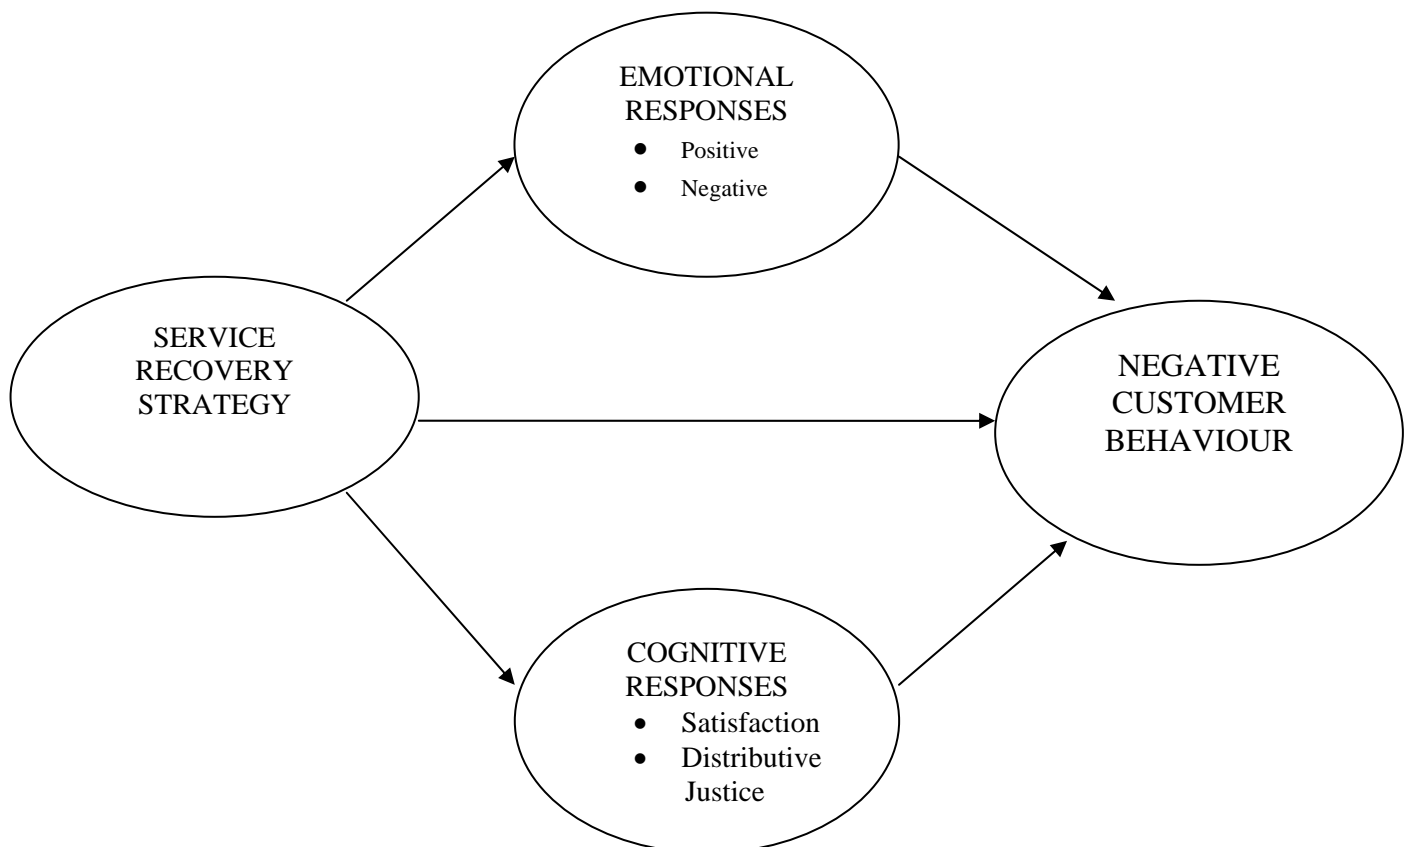 EMOTIONAL
RESPONSES
• Positive
• Negative
SERVICE
RECOVERY
STRATEGY
NEGATIVE
CUSTOMER
BEHAVIOUR
COGNITIVE
RESPONSES
• Satisfaction
• Distributive
Justice